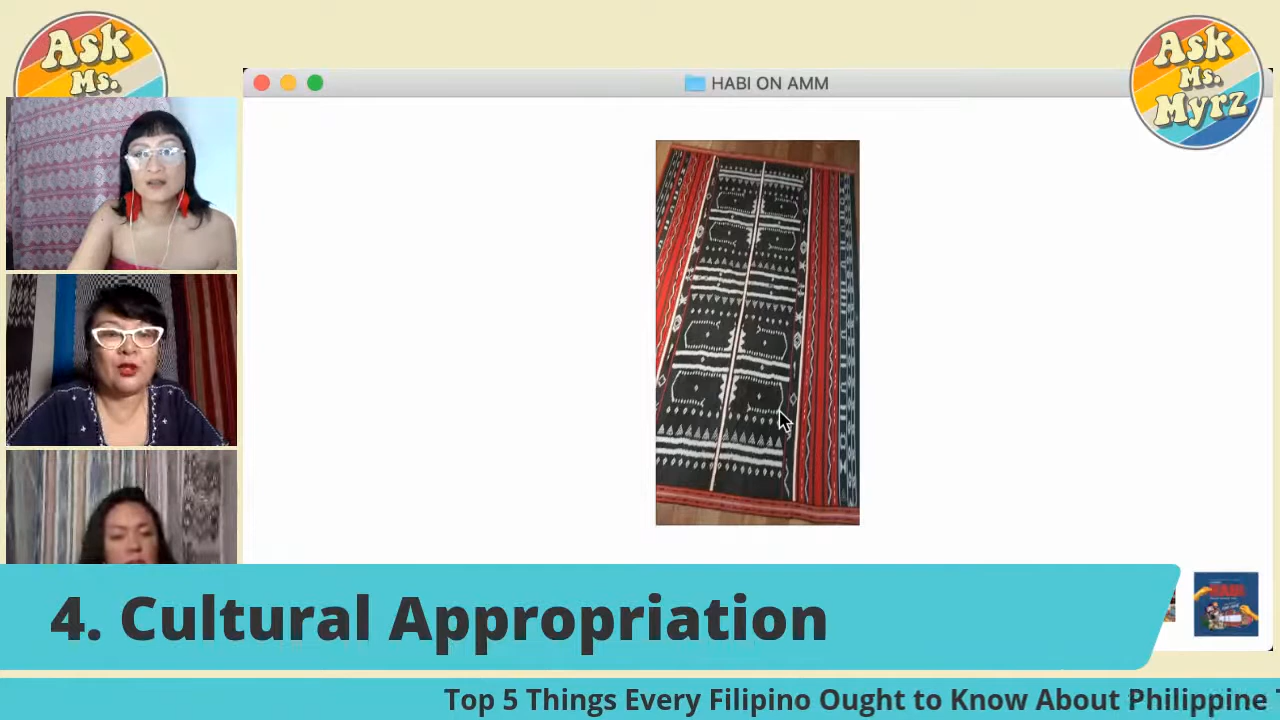 Ask
Ms.
HABI ON AMM
Ask
Ms.
Myrz
HABI
4. Cultural Appropriation
Top 5 Things Every Filipino Ought to Know About Philippine